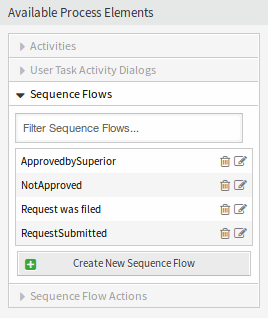 Available Process Elements
Activities
User Task Activity Dialogs
Sequence Flows
Filter Sequence Flows...
ApprovedbySuperior
NotApproved
Request was filed
RequestSubmitted
Create New Sequence Flow
Sequence Flow Actions